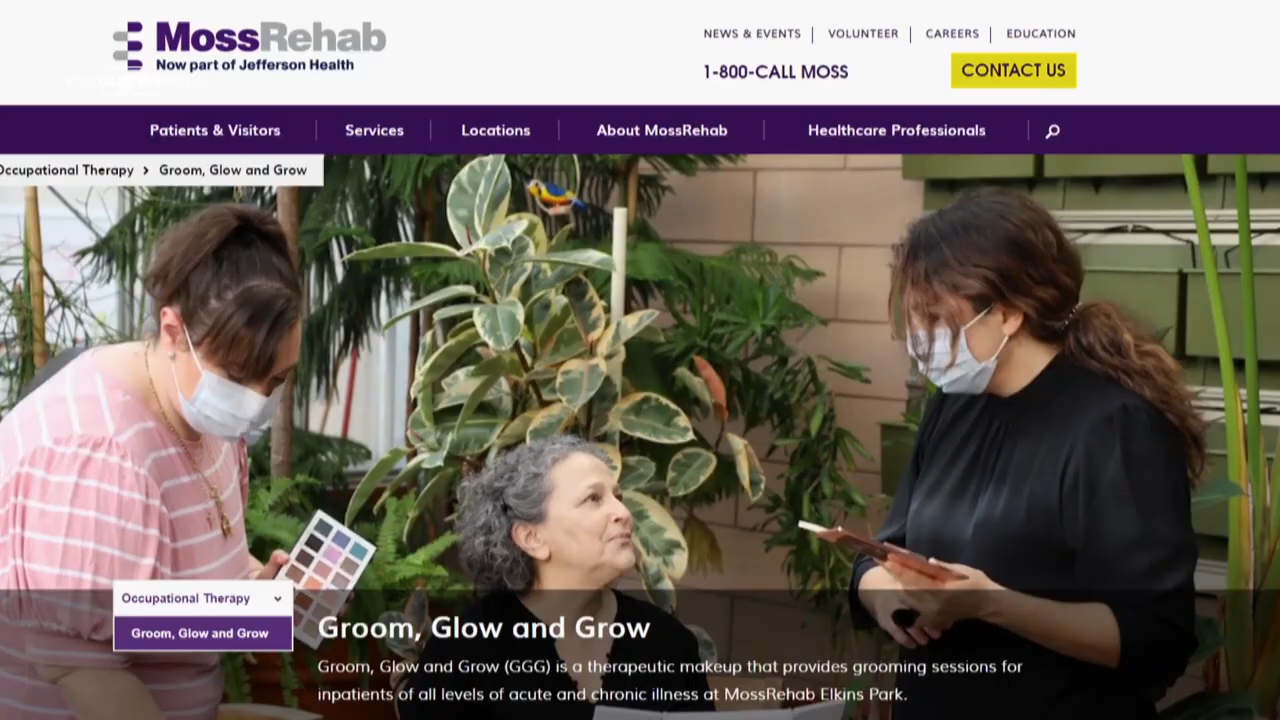 MossRehab
Now part of Jefferson Health
NEWS & EVENTS
VOLUNTEER
CAREERS
EDUCATION
1-800-CALL MOSS
CONTACT US
Patients & Visitors
Services
Locations
About MossRehab
Healthcare Professionals
Occupational Therapy > Groom, Glow and Grow
Occupational Therapy
Groom, Glow and Grow
Groom, Glow and Grow
Groom, Glow and Grow (GGG) is a therapeutic makeup that provides grooming sessions for
inpatients of all levels of acute and chronic illness at MossRehab Elkins Park.